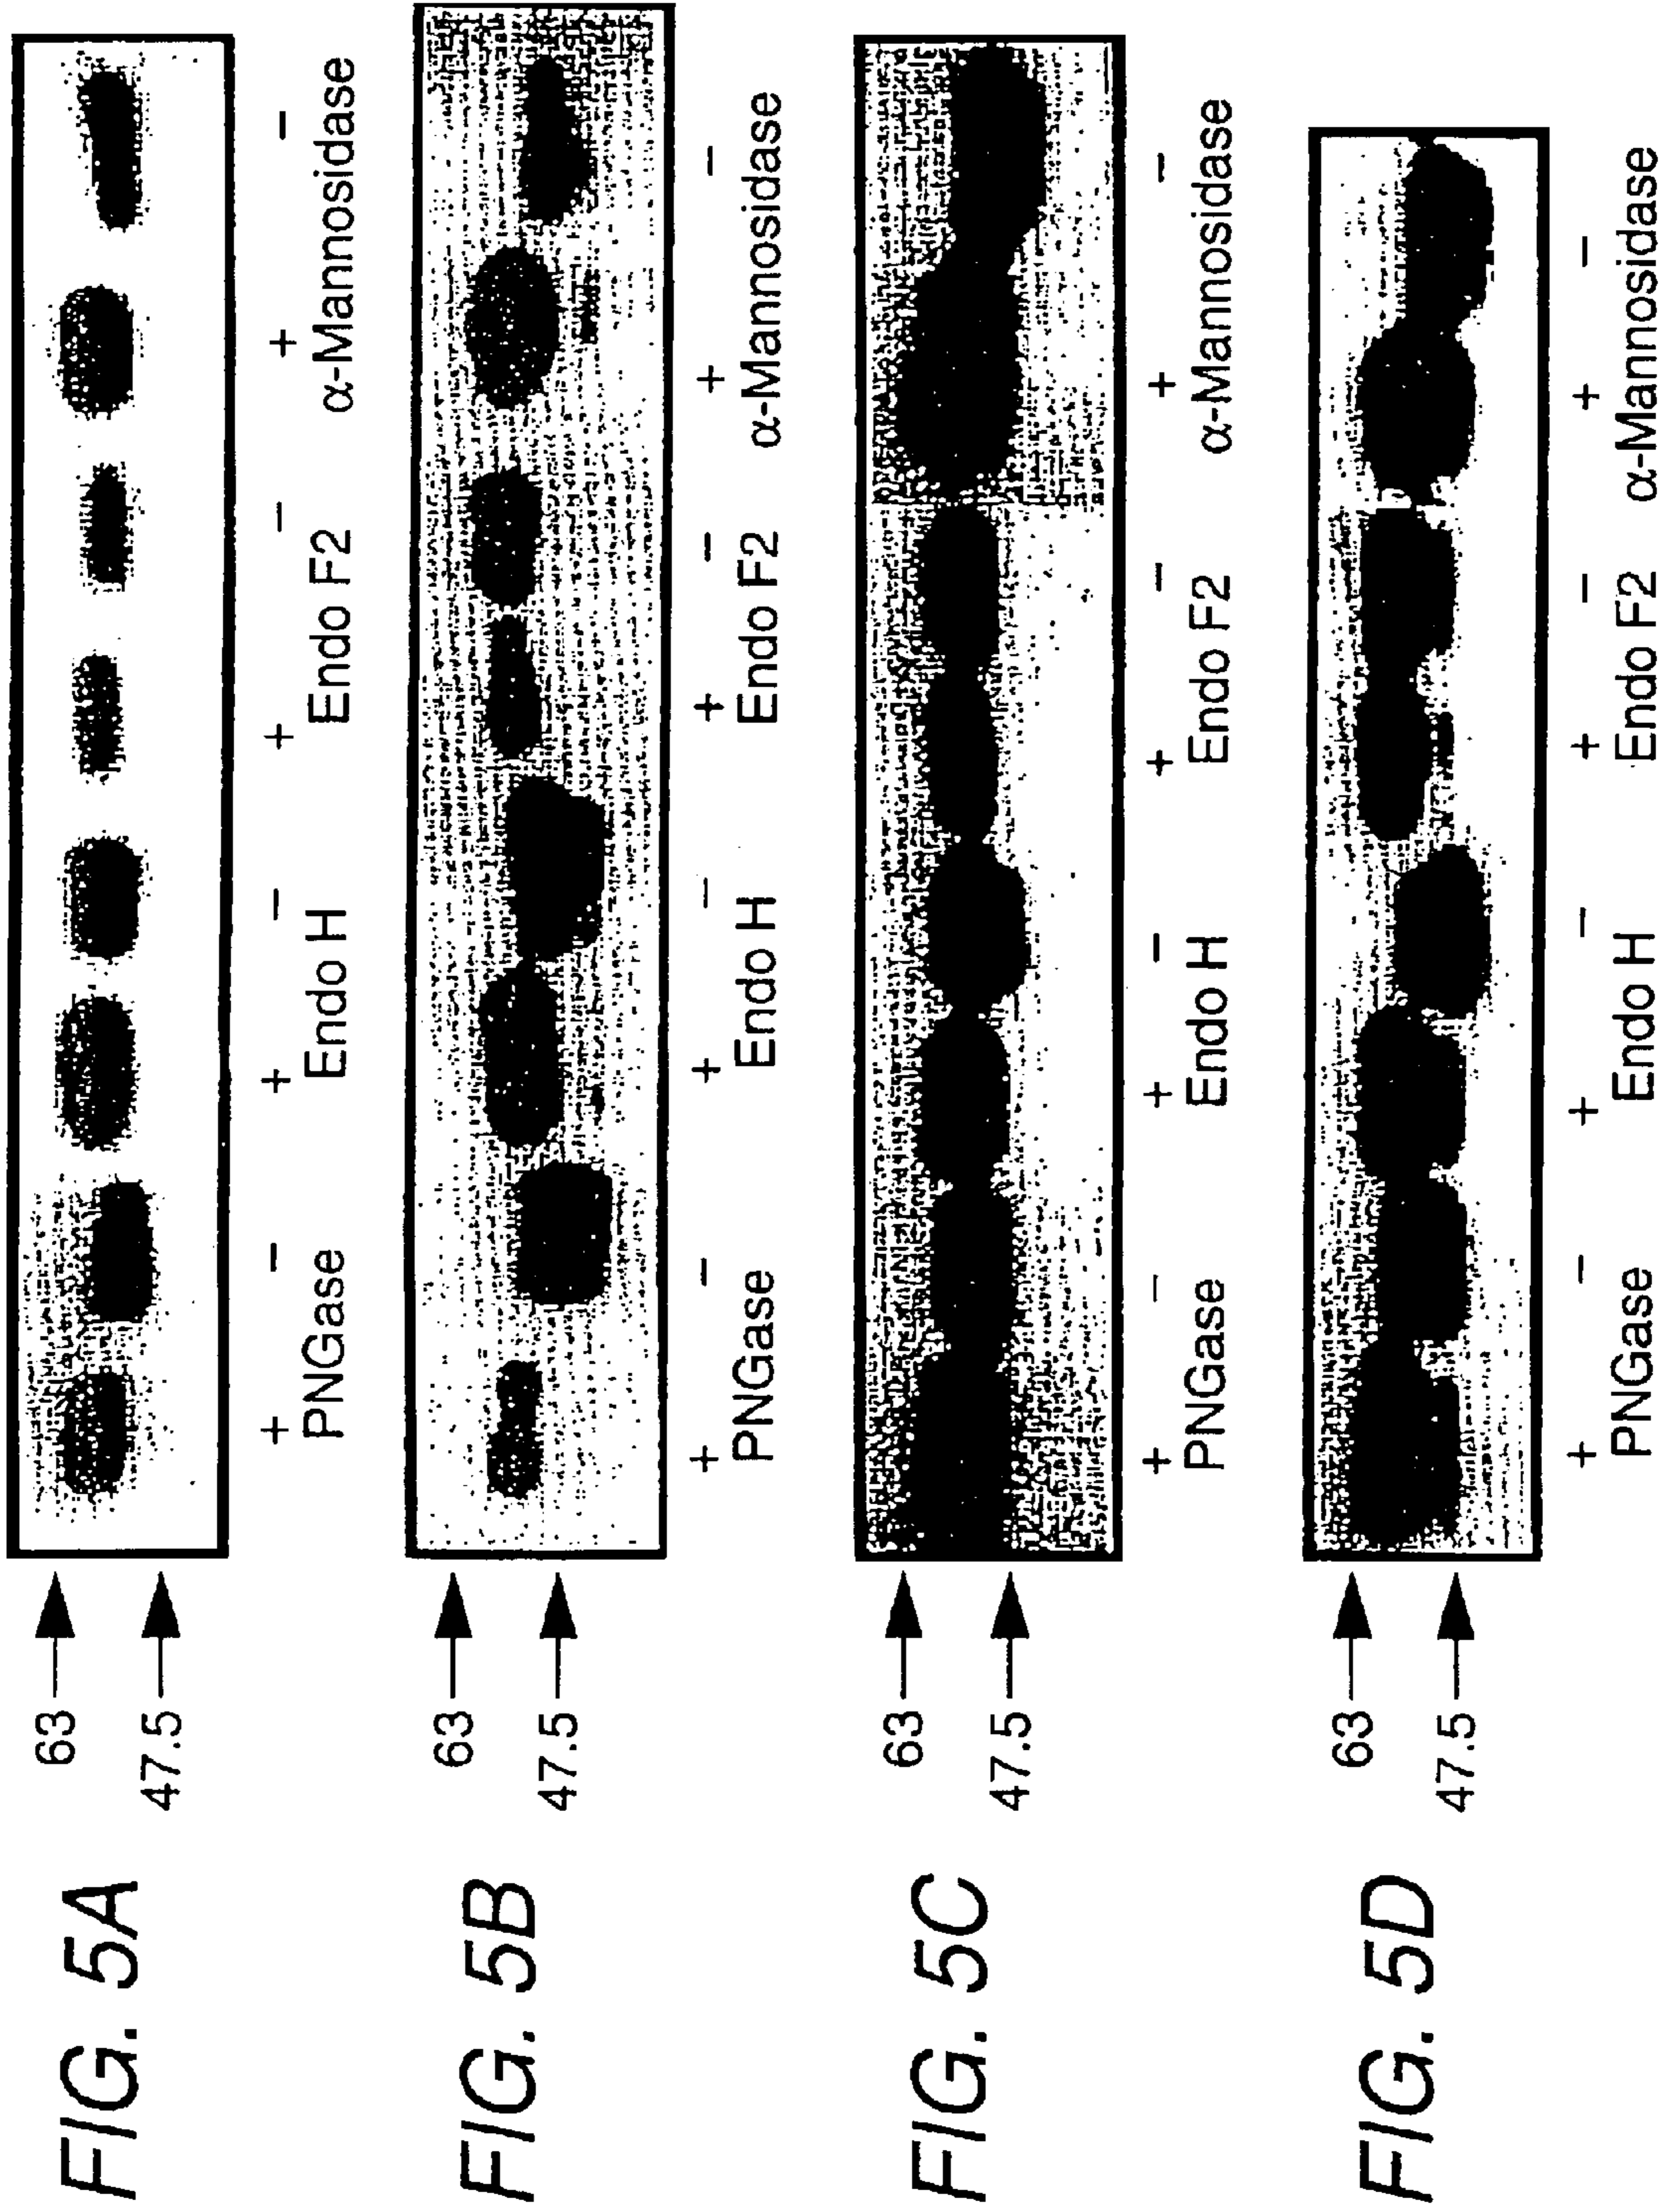 FIG. 5A
63
47.5
+ − + − + − + −
PNGase Endo H Endo F2 α-Mannosidase
FIG. 5B
63
47.5
+ − + − + − + −
PNGase Endo H Endo F2 α-Mannosidase
FIG. 5C
63
47.5
+ − + − + − + −
PNGase Endo H Endo F2 α-Mannosidase
FIG. 5D
63
47.5
+ − + − + − + −
PNGase Endo H Endo F2 α-Mannosidase